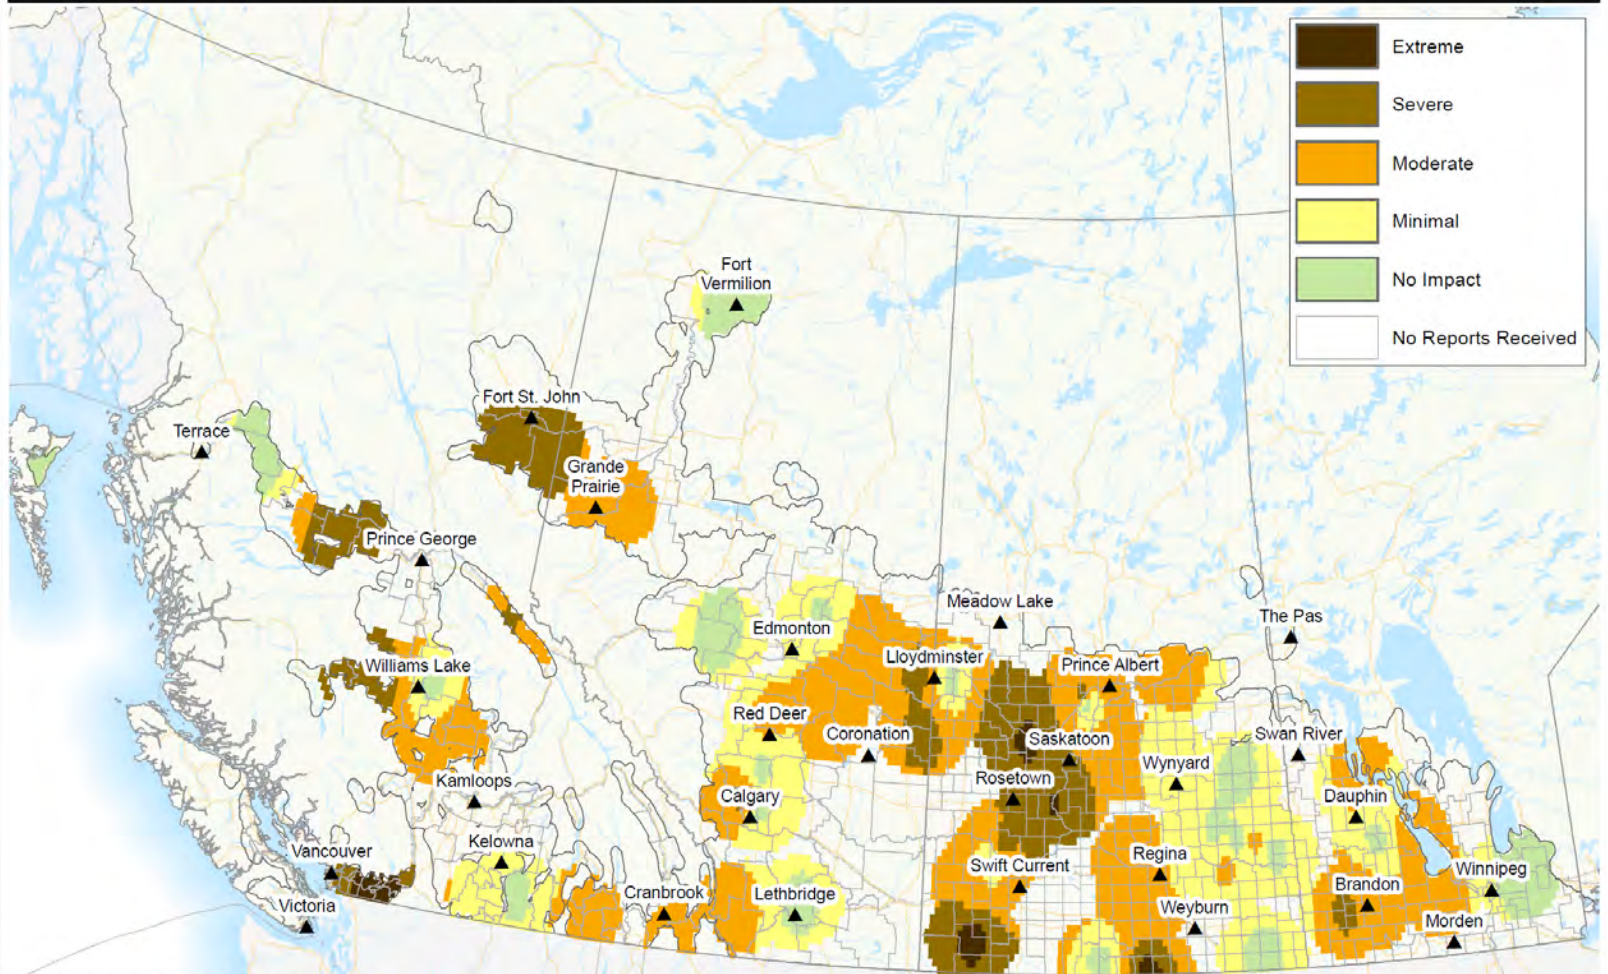 Extreme
Severe
Moderate
Minimal
No Impact
No Reports Received
Fort
Vermilion
Fort St. John
Terrace
Grande
Prairie
Prince George
Meadow Lake
The Pas
Edmonton
Lloydminster
Prince Albert
Williams Lake
Red Deer
Coronation
Saskatoon
Swan River
Wynyard
Kamloops
Rosetown
Calgary
Dauphin
Kelowna
Vancouver
Regina
Swift Current
Winnipeg
Cranbrook
Lethbridge
Brandon
Victoria
Weyburn
Morden